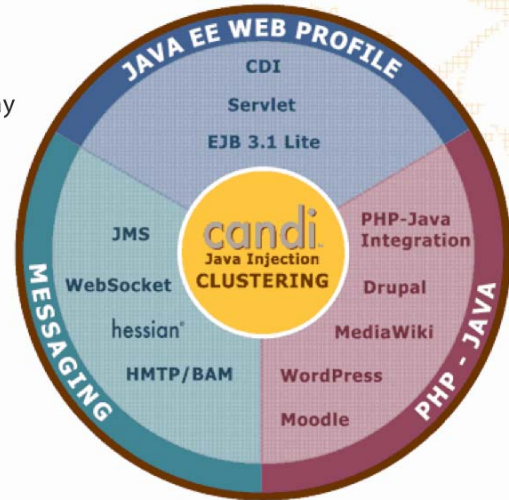 JAVA EE WEB PROFILE
CDI
Servlet
EJB 3.1 Lite
candi™
Java Injection
CLUSTERING
JMS
WebSocket
hessian®
HMTP/BAM
MESSAGING
PHP-Java
Integration
Drupal
MediaWiki
WordPress
Moodle
PHP - JAVA